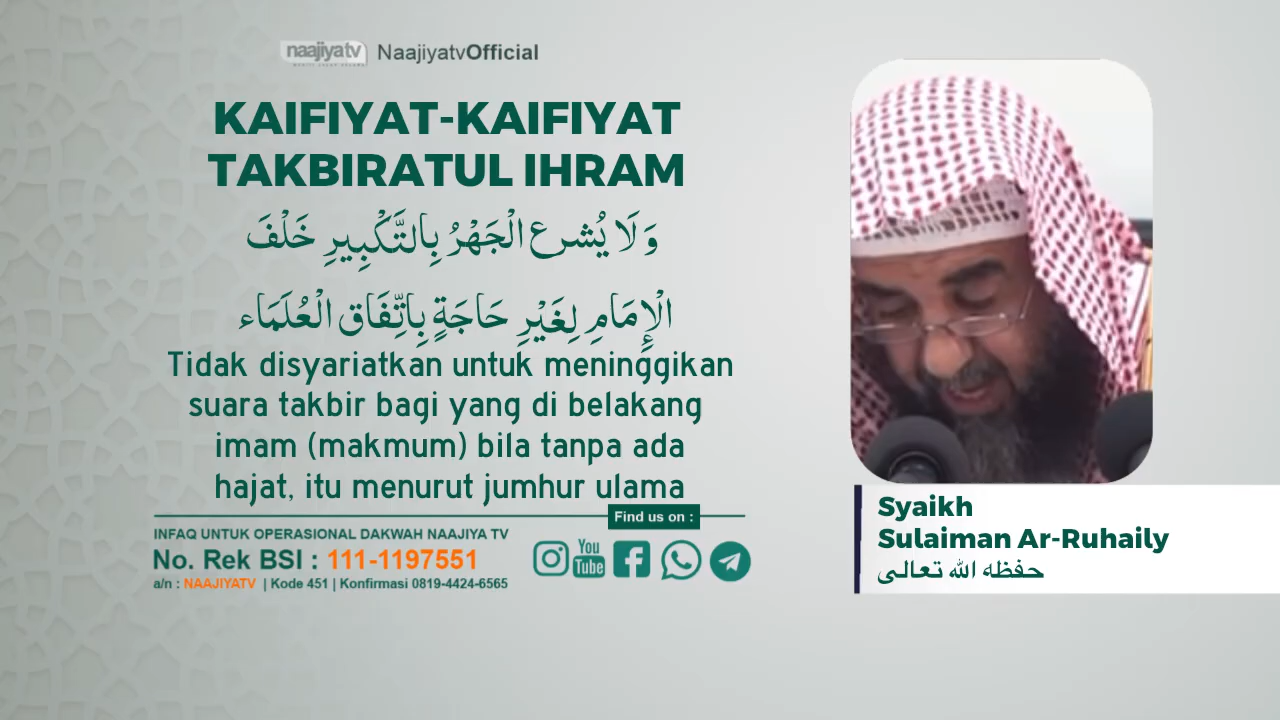 naajiyatv
NaajiyatvOfficial
KAIFIYAT-KAIFIYAT
TAKBIRATUL IHRAM
وَلَا يُشرع الْجَهْرُ بِالتَّكْبِيرِ خَلْفَ
الْإِمَامِ لِغَيْرِ حَاجَةٍ بِاتِّفَاق الْعُلَمَاء
Tidak disyariatkan untuk meninggikan
suara takbir bagi yang di belakang
imam (makmum) bila tanpa ada
hajat, itu menurut jumhur ulama
Find us on :
INFAQ UNTUK OPERASIONAL DAKWAH NAAJIYA TV
No. Rek BSI : 111-1197551
a/n : NAAJIYATV | Kode 451 | Konfirmasi 0819-4424-6565
You
Tube
Syaikh
Sulaiman Ar-Ruhaily
حفظه الله تعالى